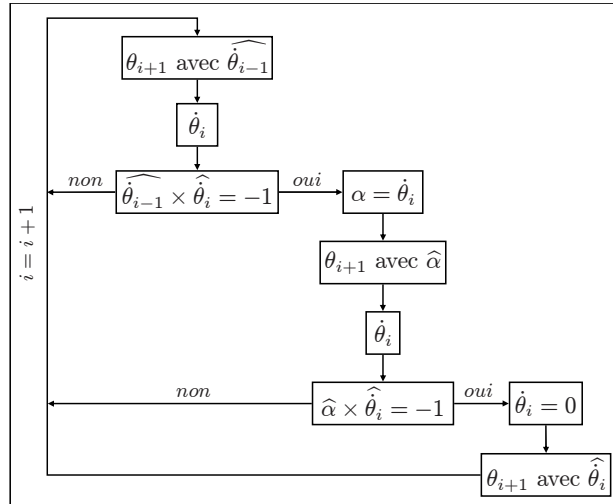 θ_{i+1} avec \widehat{\dot{θ}_{i-1}}
\dot{θ}_i
non
\widehat{\dot{θ}_{i-1}} × \widehat{\dot{θ}}_i = -1
oui
α = \dot{θ}_i
i = i + 1
θ_{i+1} avec \widehat{α}
\dot{θ}_i
non
\widehat{α} × \widehat{\dot{θ}}_i = -1
oui
\dot{θ}_i = 0
θ_{i+1} avec \widehat{\dot{θ}}_i